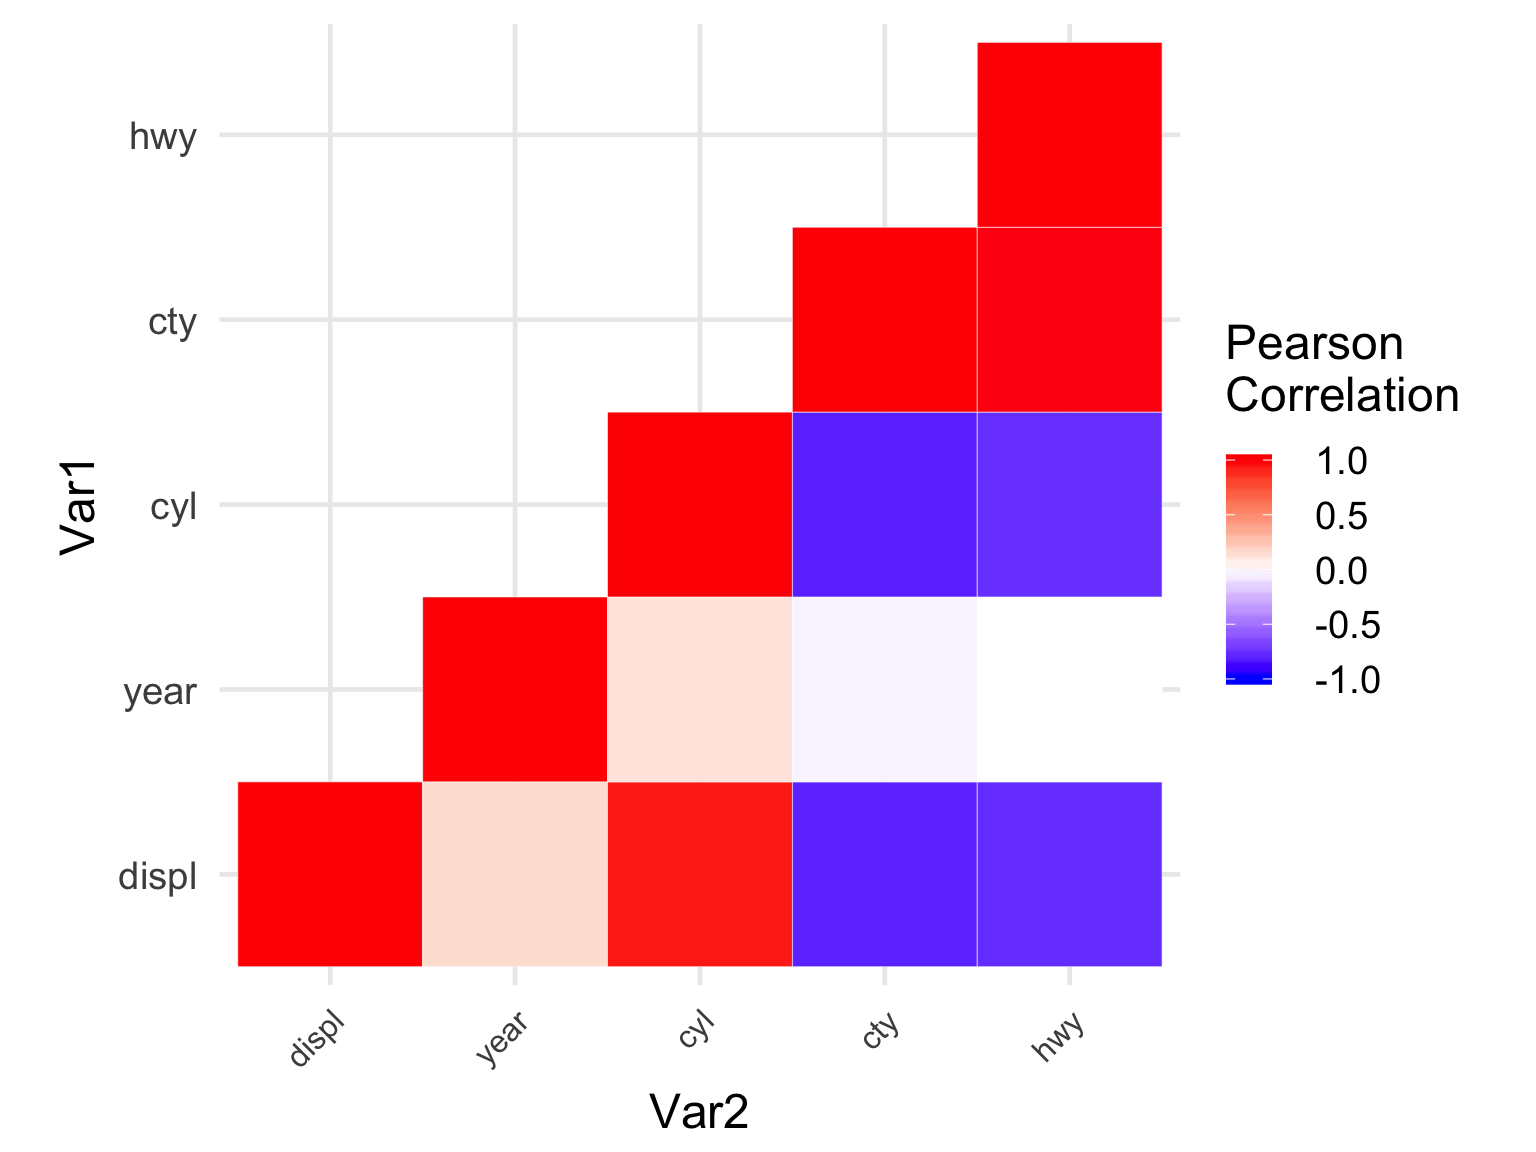 hwy
cty
cyl
year
displ
Var1
displ
year
cyl
cty
hwy
Var2
Pearson
Correlation
1.0
0.5
0.0
-0.5
-1.0